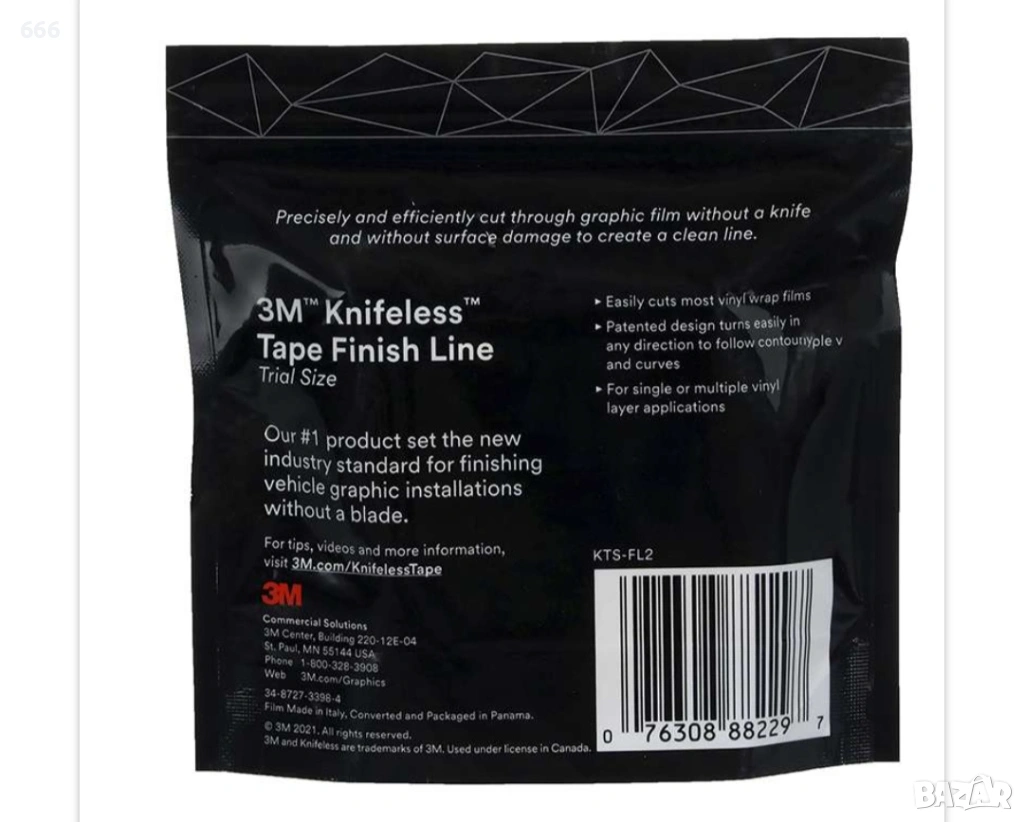 666
Precisely and efficiently cut through graphic film without a knife
and without surface damage to create a clean line.
3M™ Knifeless™
Tape Finish Line
Trial Size
▸ Easily cuts most vinyl wrap films
▸ Patented design turns easily in
any direction to follow
and curves
▸ For single or multiple vinyl
layer applications
Our #1 product set the new
industry standard for finishing
vehicle graphic installations
without a blade.
For tips, videos and more information,
visit 3M.com/KnifelessTape
3M
Commercial Solutions
3M Center, Building 220-12E-04
St. Paul, MN 55144 USA
Phone 1-800-328-3908
Web 3M.com/Graphics
34-8727-3398-4
Film Made in Italy, Converted and Packaged in Panama.
© 3M 2021. All rights reserved.
3M and Knifeless are trademarks of 3M. Used under license in Canada.
KTS-FL2
0 76308 88229 7
BAZAR